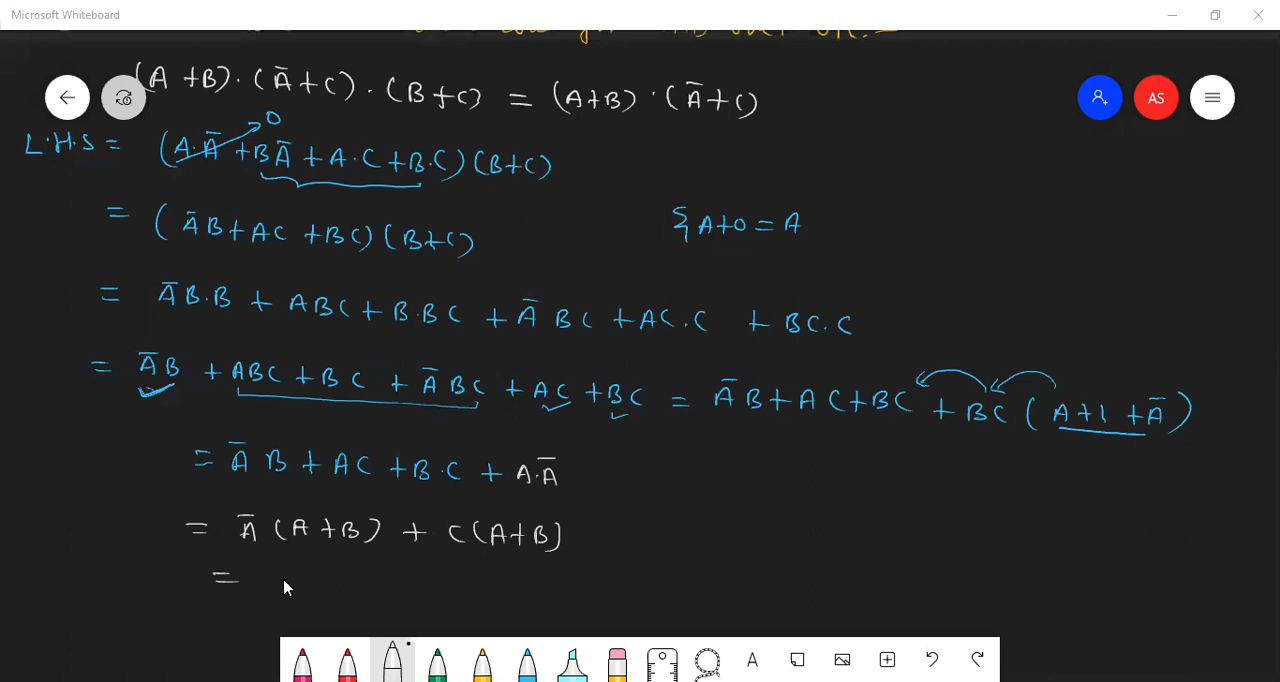 Microsoft Whiteboard
(A+B)·(Ā+C)·(B+C) = (A+B)·(Ā+C)
AS
L.H.S = (A·Ā + BĀ + A·C + B·C)(B+C)
0
= (ĀB + AC + BC)(B+C) {A+0 = A
= ĀB·B + ABC + B·BC + ĀBC + AC·C + BC·C
= ĀB + ABC + BC + ĀBC + AC + BC = ĀB + AC + BC + BC(A+1+Ā)
= ĀB + AC + B·C + A·Ā
= Ā(A+B) + C(A+B)
=
A